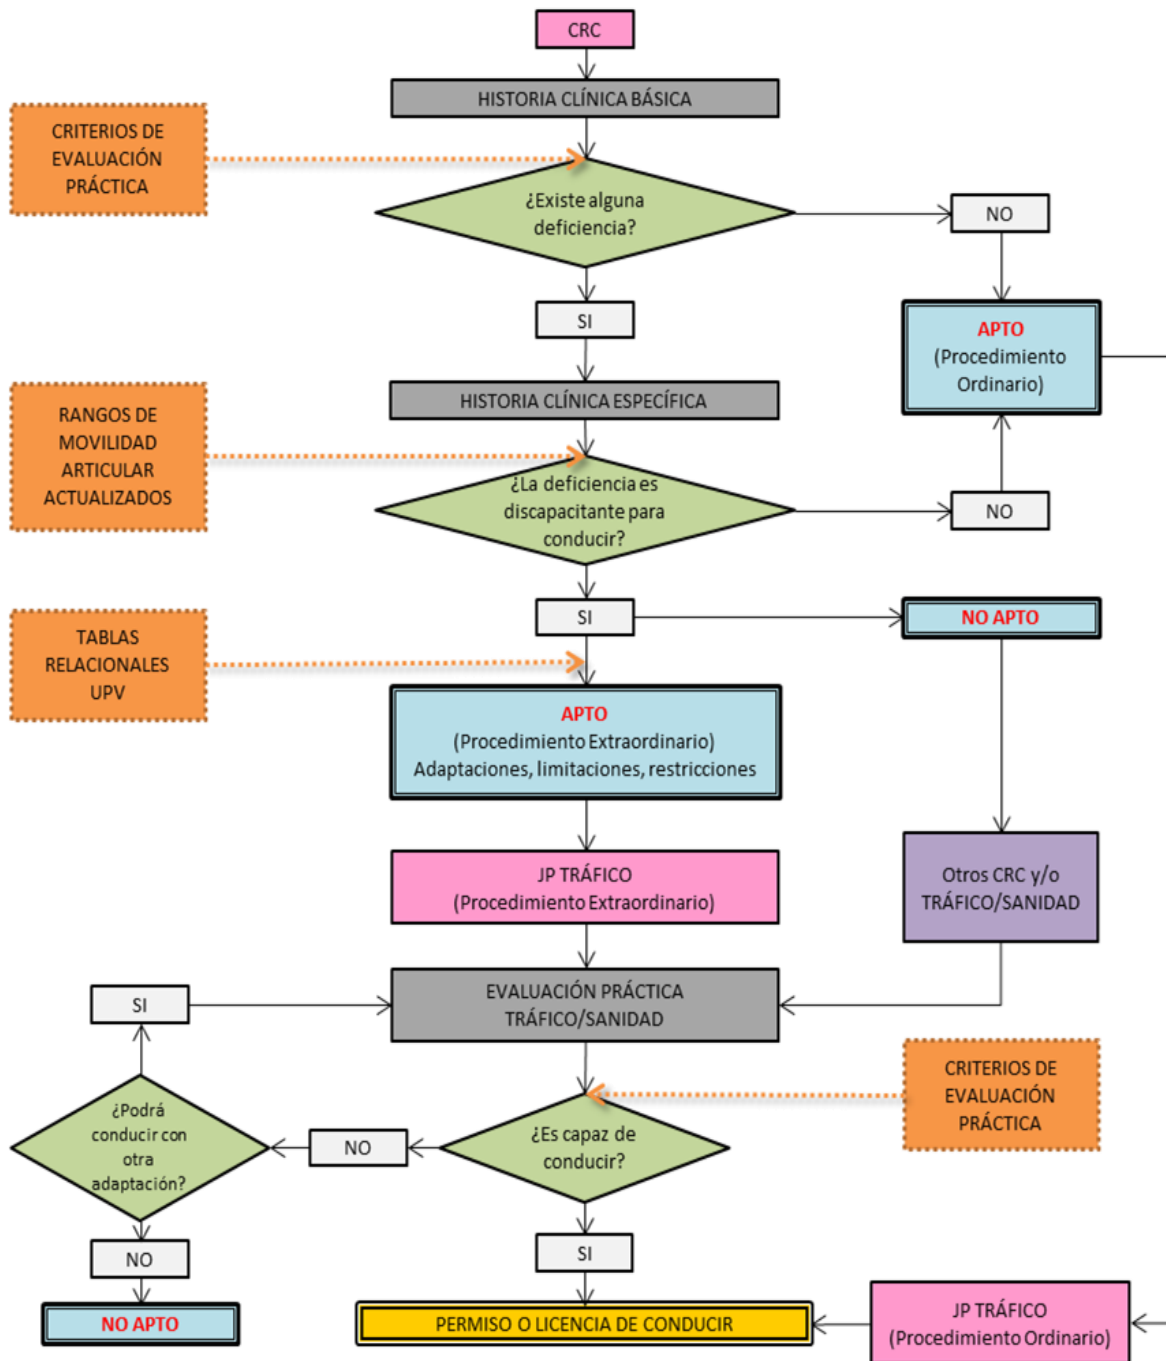 CRC
HISTORIA CLÍNICA BÁSICA
CRITERIOS DE
EVALUACIÓN
PRÁCTICA
¿Existe alguna
deficiencia?
NO
SI
APTO
(Procedimiento
Ordinario)
HISTORIA CLÍNICA ESPECÍFICA
RANGOS DE
MOVILIDAD
ARTICULAR
ACTUALIZADOS
¿La deficiencia es
discapacitante para
conducir?
NO
SI
NO APTO
TABLAS
RELACIONALES
UPV
APTO
(Procedimiento Extraordinario)
Adaptaciones, limitaciones, restricciones
JP TRÁFICO
(Procedimiento Extraordinario)
Otros CRC y/o
TRÁFICO/SANIDAD
SI
EVALUACIÓN PRÁCTICA
TRÁFICO/SANIDAD
CRITERIOS DE
EVALUACIÓN
PRÁCTICA
¿Podrá
conducir con
otra
adaptación?
NO
¿Es capaz de
conducir?
NO
SI
NO APTO
PERMISO O LICENCIA DE CONDUCIR
JP TRÁFICO
(Procedimiento Ordinario)